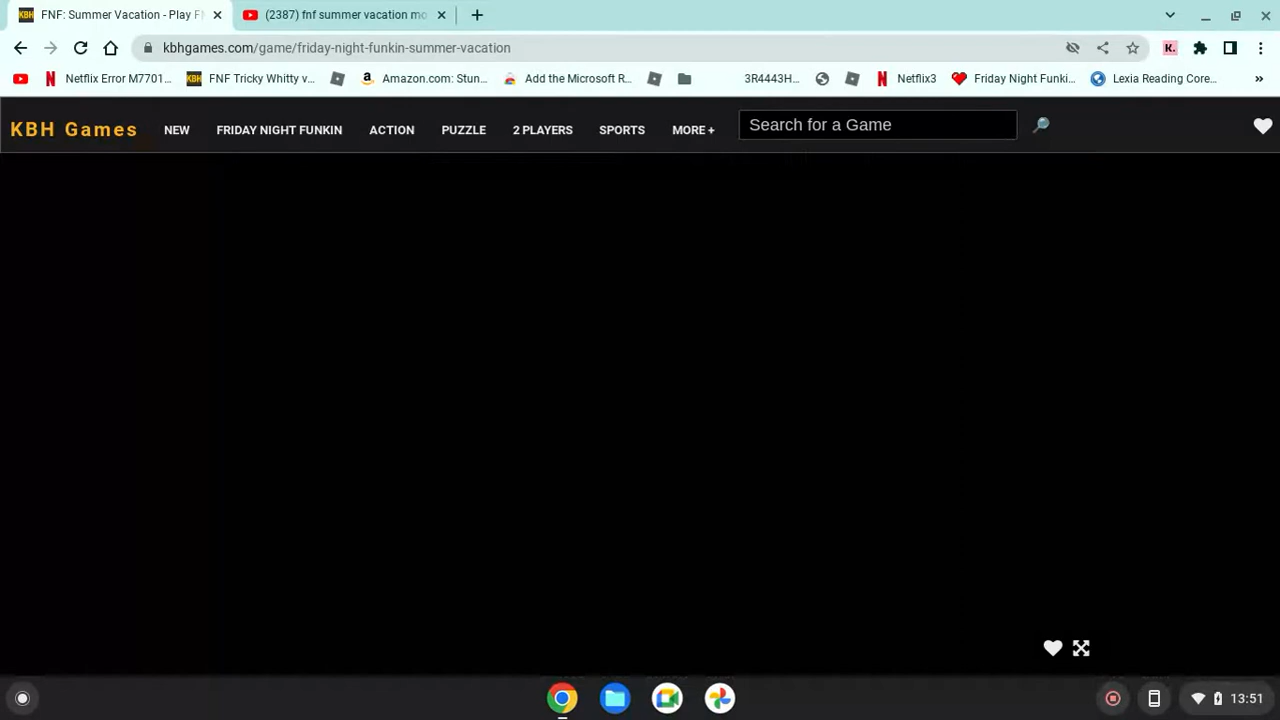 FNF: Summer Vacation - Play F
(2387) fnf summer vacation mo
kbhgames.com/game/friday-night-funkin-summer-vacation
K.
Netflix Error M7701...
FNF Tricky Whitty v...
Amazon.com: Stun...
Add the Microsoft R...
3R4443H...
Netflix3
Friday Night Funki...
Lexia Reading Core...
»
KBH Games
NEW
FRIDAY NIGHT FUNKIN
ACTION
PUZZLE
2 PLAYERS
SPORTS
MORE +
Search for a Game
13:51